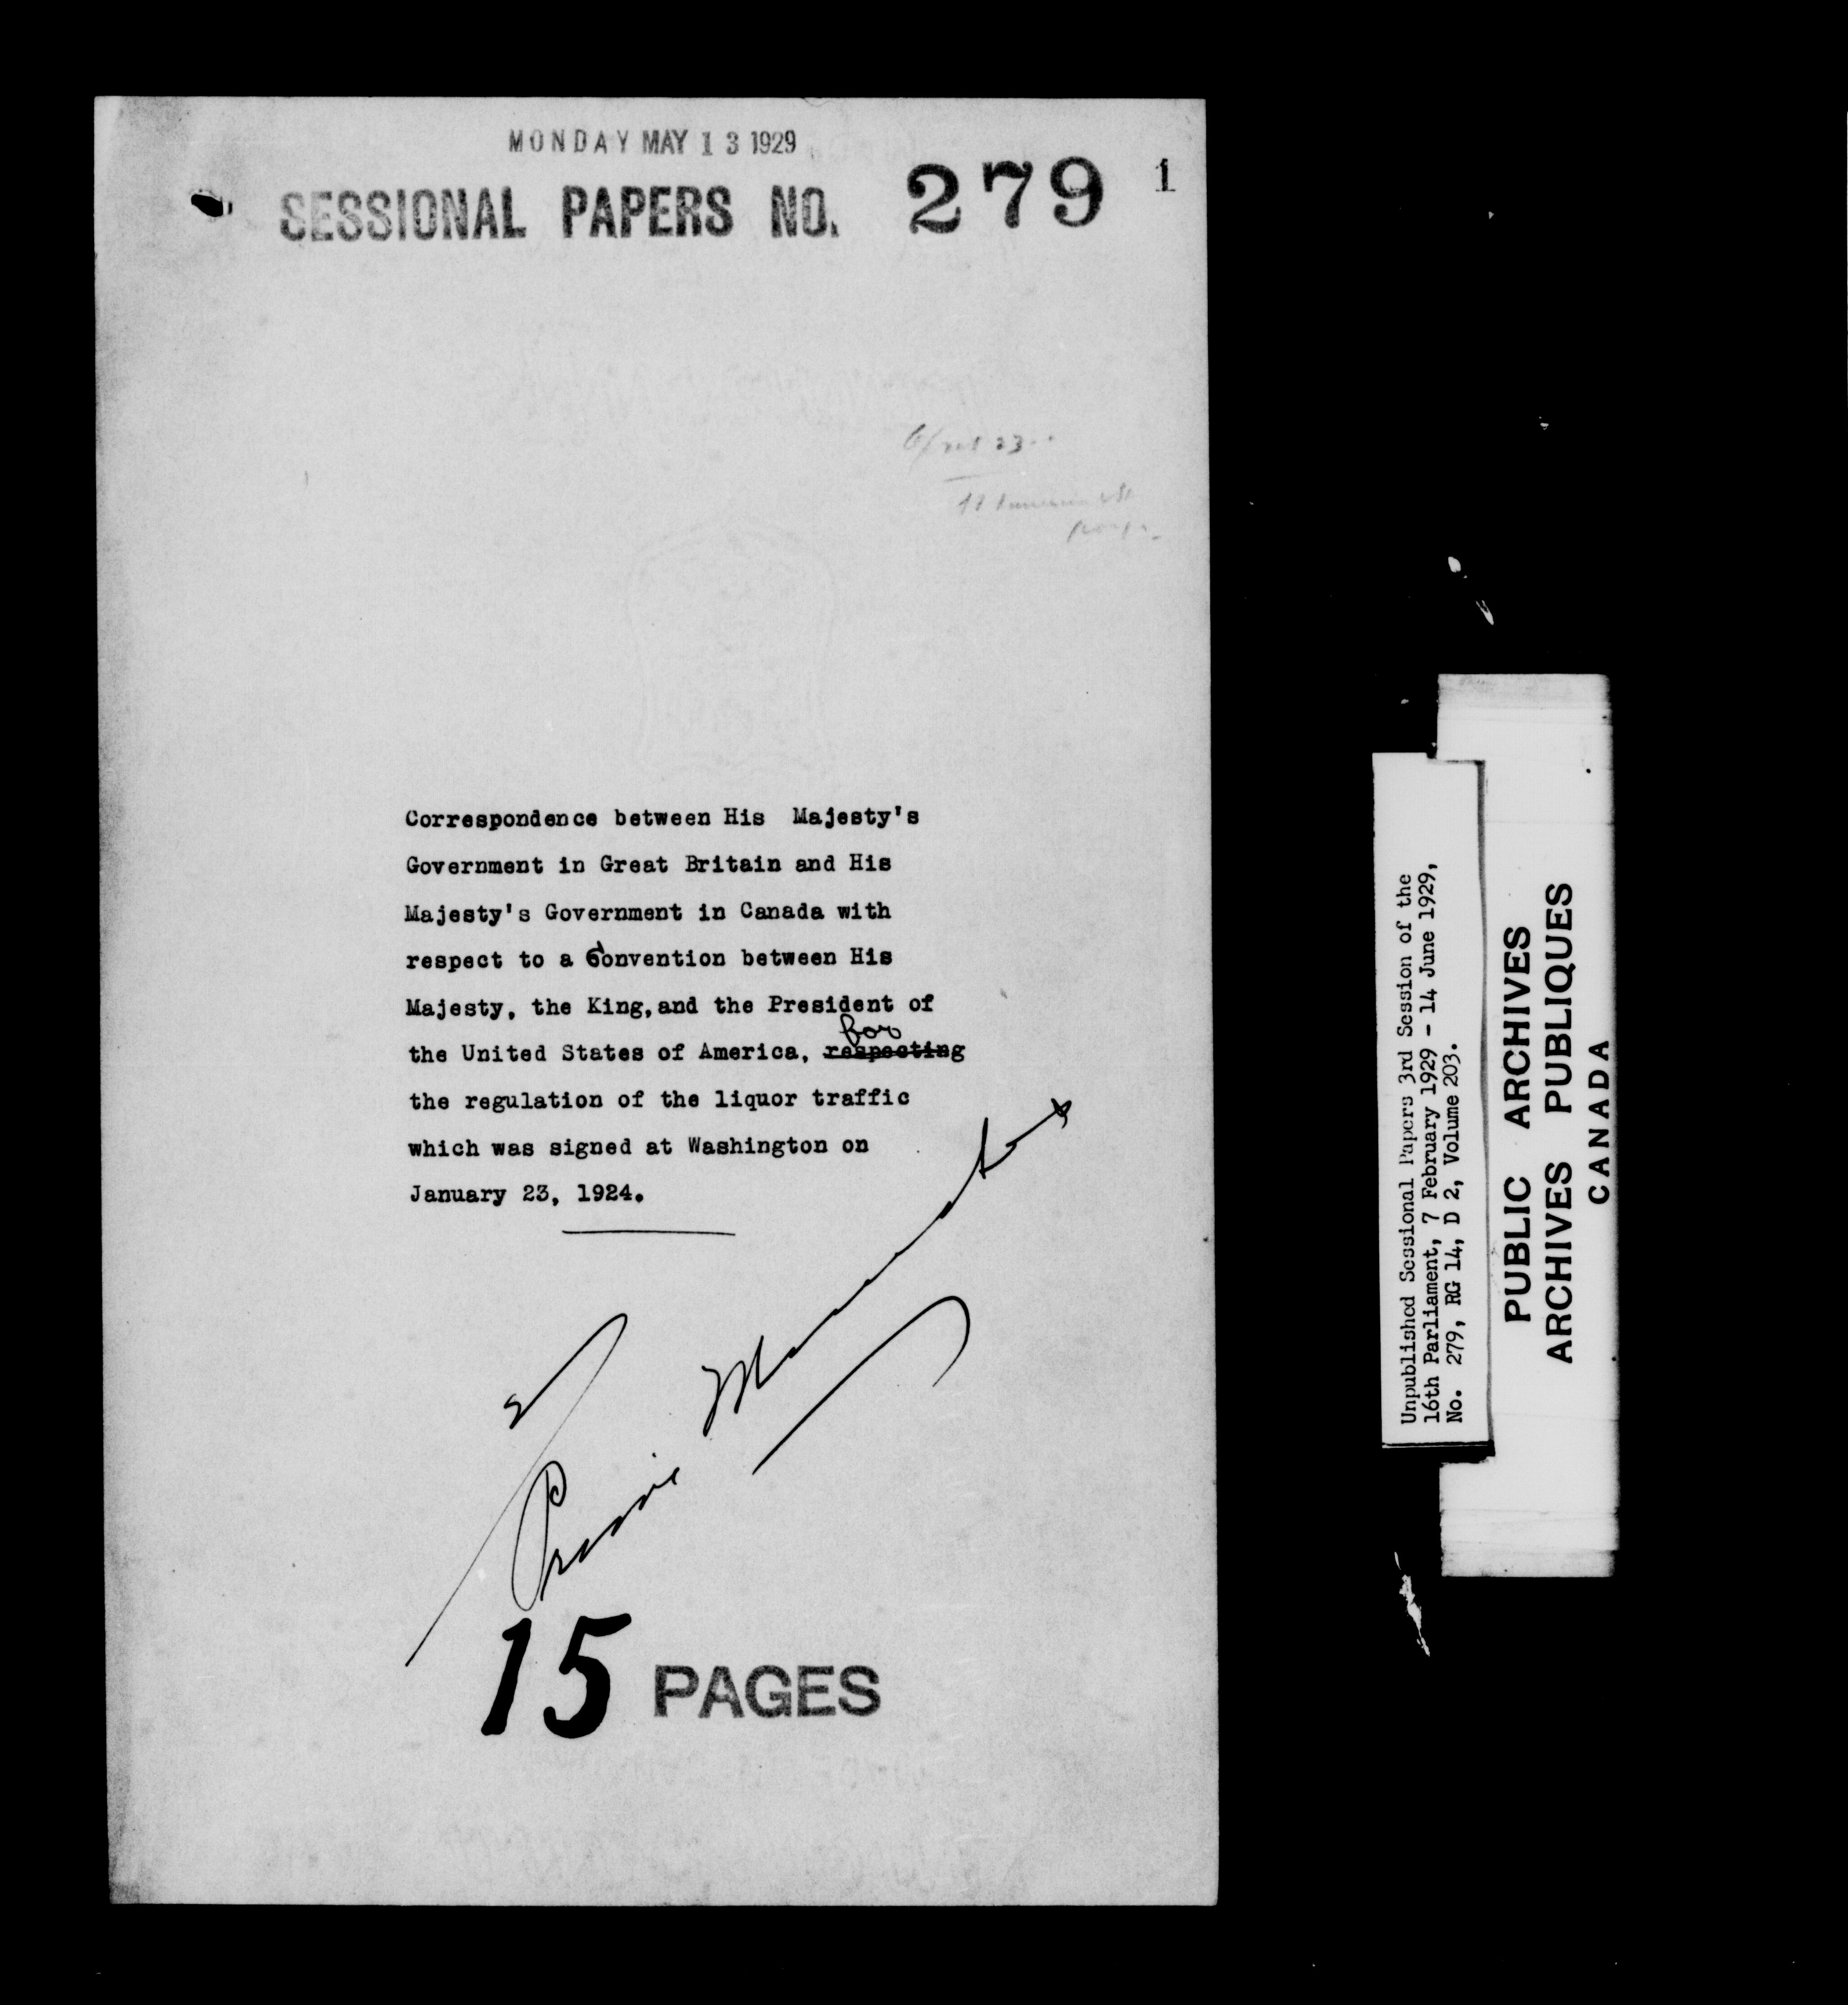 MONDAY MAY 13 1929
SESSIONAL PAPERS NO. 279 1
Correspondence between His Majesty's
Government in Great Britain and His
Majesty's Government in Canada with
respect to a Convention between His
Majesty, the King, and the President of
for
the United States of America, respecting
the regulation of the liquor traffic
which was signed at Washington on
January 23, 1924.
Prime Minister
15 PAGES
Unpublished Sessional Papers 3rd Session of the
16th Parliament, 7 February 1929 - 14 June 1929,
No. 279, RG 14, D 2, Volume 203.
PUBLIC ARCHIVES
ARCHIVES PUBLIQUES
CANADA